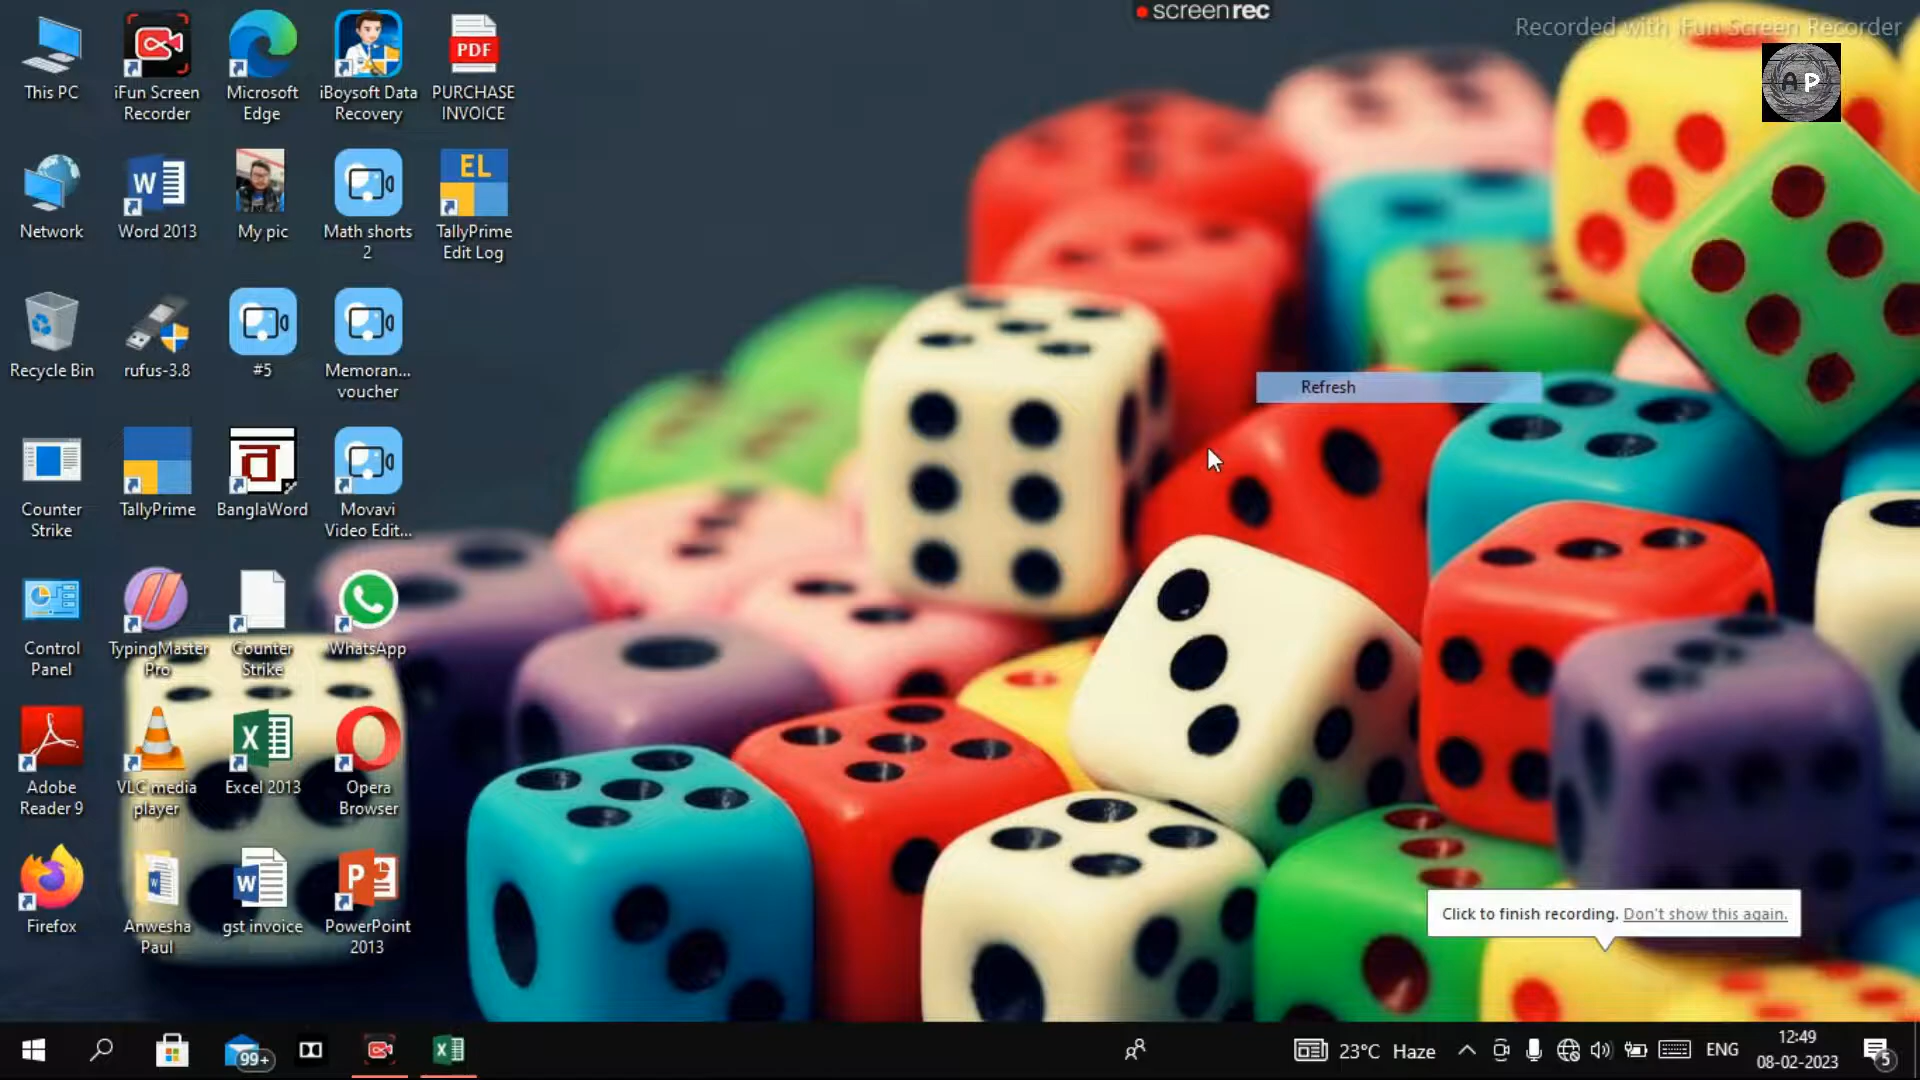 screenrec
Recorded with iFun Screen Recorder
AP
This PC
iFun Screen
Recorder
Microsoft
Edge
iBoysoft Data
Recovery
PDF
PURCHASE
INVOICE
Network
W
Word 2013
My pic
Math shorts
2
EL
TallyPrime
Edit Log
Recycle Bin
rufus-3.8
#5
Memoran...
voucher
Refresh
Counter
Strike
TallyPrime
বা
BanglaWord
Movavi
Video Edit...
Control
Panel
TypingMaster
Pro
Counter
Strike
WhatsApp
Adobe
Reader 9
VLC media
player
X
Excel 2013
Opera
Browser
Firefox
Anwesha
Paul
W
gst invoice
P
PowerPoint
2013
Click to finish recording. Don't show this again.
99+
X
23°C Haze
ENG
12:49
08-02-2023
5